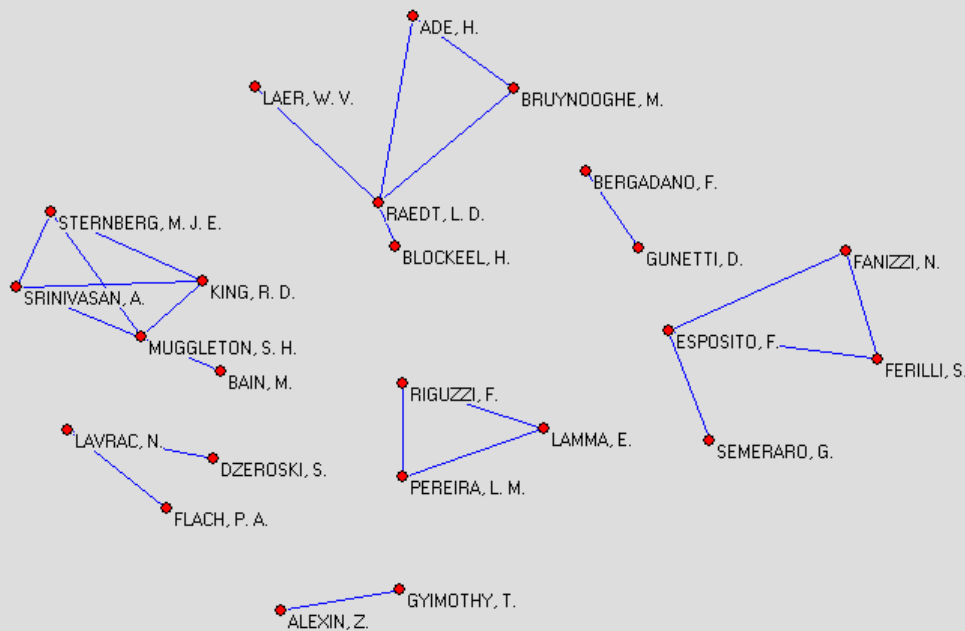 ADE, H.
LAER, W. V.
BRUYNOOGHE, M.
BERGADANO, F.
RAEDT, L. D.
STERNBERG, M. J. E.
BLOCKEEL, H.
GUNETTI, D.
FANIZZI, N.
SRINIVASAN, A.
KING, R. D.
MUGGLETON, S. H.
ESPOSITO, F.
FERILLI, S.
BAIN, M.
RIGUZZI, F.
LAVRAC, N.
LAMMA, E.
SEMERARO, G.
DZEROSKI, S.
PEREIRA, L. M.
FLACH, P. A.
GYIMOTHY, T.
ALEXIN, Z.